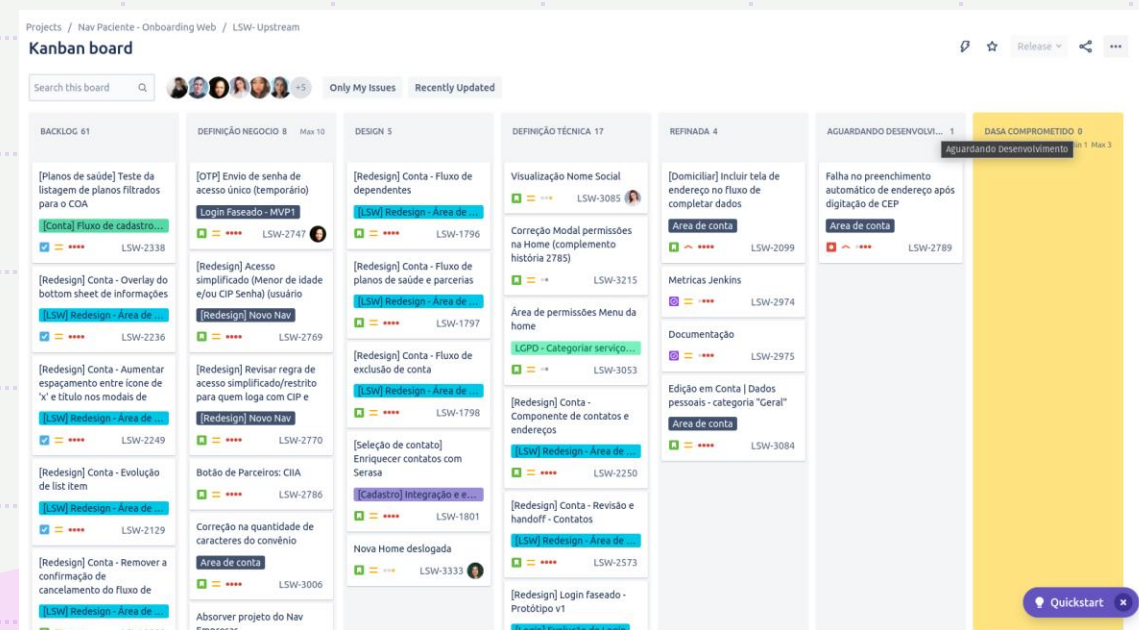 Projects / Nav Paciente - Onboarding Web / LSW- Upstream
Kanban board
Release
Search this board
+5
Only My Issues
Recently Updated
BACKLOG 61
[Planos de saúde] Teste da
listagem de planos filtrados
para o COA
[Conta] Fluxo de cadastro...
LSW-2338
[Redesign] Conta - Overlay do
bottom sheet de informações
[LSW] Redesign - Área de ...
LSW-2236
[Redesign] Conta - Aumentar
espaçamento entre ícone de
'x' e título nos modais de
[LSW] Redesign - Área de ...
LSW-2249
[Redesign] Conta - Evolução
de list item
[LSW] Redesign - Área de ...
LSW-2129
[Redesign] Conta - Remover a
confirmação de
cancelamento do fluxo de
[LSW] Redesign - Área de ...
DEFINIÇÃO NEGOCIO 8 Max 10
[OTP] Envio de senha de
acesso único (temporário)
Login Faseado - MVP1
LSW-2747
[Redesign] Acesso
simplificado (Menor de idade
e/ou CIP Senha) (usuário
[Redesign] Novo Nav
LSW-2769
[Redesign] Revisar regra de
acesso simplificado/restrito
para quem loga com CIP e
[Redesign] Novo Nav
LSW-2770
Botão de Parceiros: CIIA
LSW-2786
Correção na quantidade de
caracteres do convênio
Area de conta
LSW-3006
Absorver projeto do Nav
DESIGN 5
[Redesign] Conta - Fluxo de
dependentes
[LSW] Redesign - Área de ...
LSW-1796
[Redesign] Conta - Fluxo de
planos de saúde e parcerias
[LSW] Redesign - Área de ...
LSW-1797
[Redesign] Conta - Fluxo de
exclusão de conta
[LSW] Redesign - Área de ...
LSW-1798
[Seleção de contato]
Enriquecer contatos com
Serasa
[Cadastro] Integração e e...
LSW-1801
Nova Home deslogada
LSW-3333
DEFINIÇÃO TÉCNICA 17
Visualização Nome Social
LSW-3085
Correção Modal permissões
na Home (complemento
história 2785)
LSW-3215
Área de permissões Menu da
home
LGPD - Categoriar serviço...
LSW-3053
[Redesign] Conta -
Componente de contatos e
endereços
[LSW] Redesign - Área de ...
LSW-2250
[Redesign] Conta - Revisão e
handoff - Contatos
[LSW] Redesign - Área de ...
LSW-2573
[Redesign] Login faseado -
Protótipo v1
REFINADA 4
[Domiciliar] Incluir tela de
endereço no fluxo de
completar dados
Area de conta
LSW-2099
Metricas Jenkins
LSW-2974
Documentação
LSW-2975
Edição em Conta | Dados
pessoais - categoria "Geral"
Area de conta
LSW-3084
AGUARDANDO DESENVOLVI... 1
Aguardando Desenvolvimento
Falha no preenchimento
automático de endereço após
digitação de CEP
Area de conta
LSW-2789
DASA COMPROMETIDO 0
1 Max 3
Quickstart